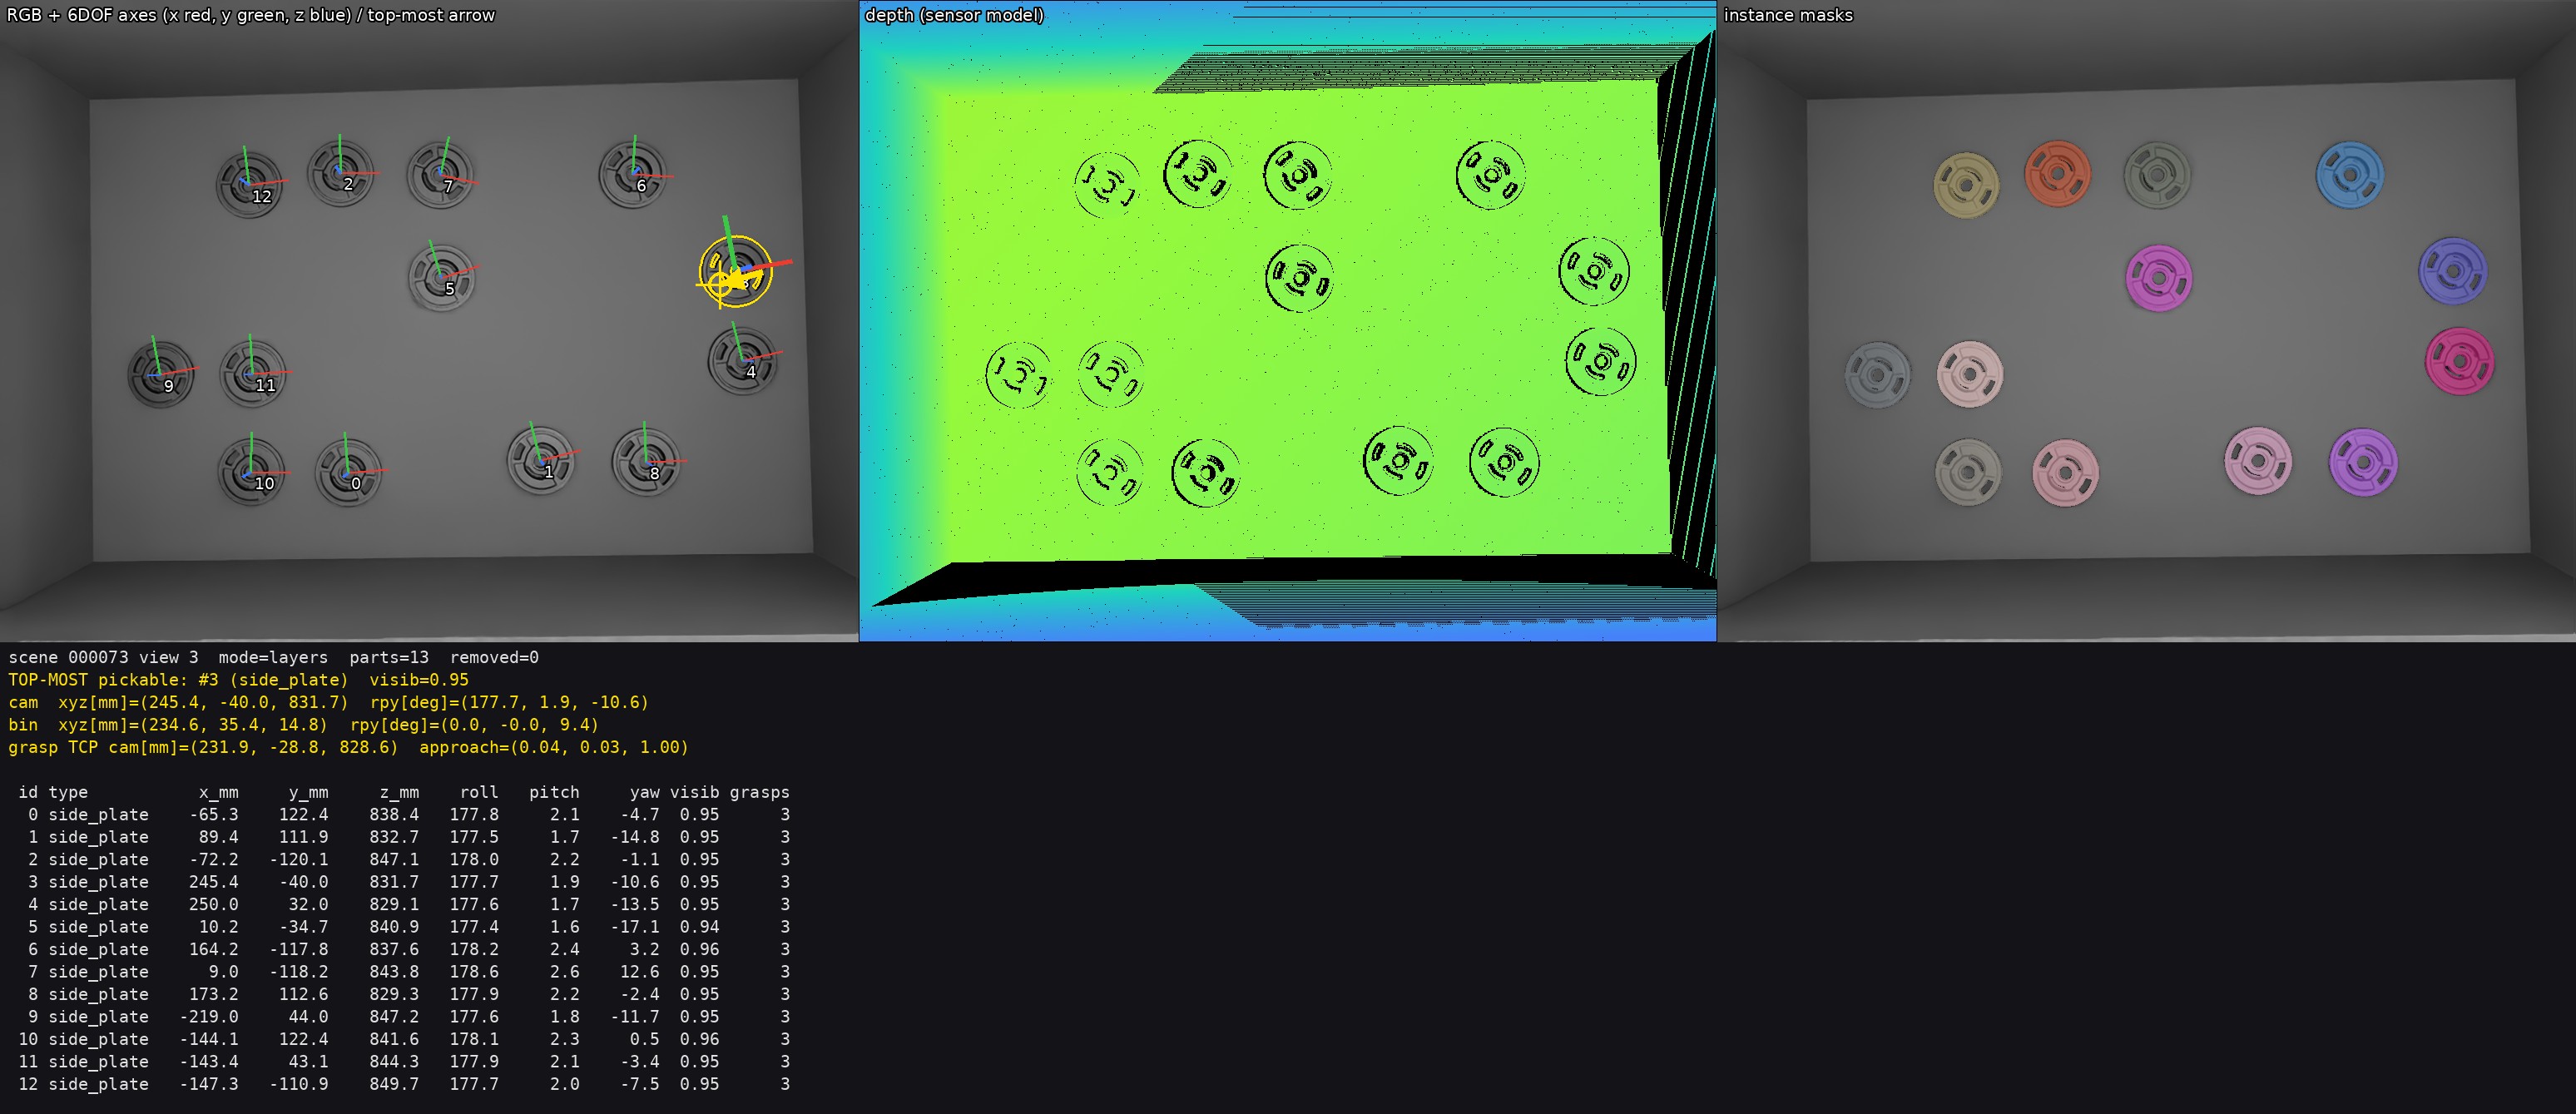 RGB + 6DOF axes (x red, y green, z blue) / top-most arrow
depth (sensor model)
instance masks
12
2
7
6
5
9
11
4
10
0
1
8
scene 000073 view 3  mode=layers  parts=13  removed=0
TOP-MOST pickable: #3 (side_plate)  visib=0.95
cam  xyz[mm]=(245.4, -40.0, 831.7)  rpy[deg]=(177.7, 1.9, -10.6)
bin  xyz[mm]=(234.6, 35.4, 14.8)  rpy[deg]=(0.0, -0.0, 9.4)
grasp TCP cam[mm]=(231.9, -28.8, 828.6)  approach=(0.04, 0.03, 1.00)
id type x_mm y_mm z_mm roll pitch yaw visib grasps
0 side_plate -65.3 122.4 838.4 177.8 2.1 -4.7 0.95 3
1 side_plate 89.4 111.9 832.7 177.5 1.7 -14.8 0.95 3
2 side_plate -72.2 -120.1 847.1 178.0 2.2 -1.1 0.95 3
3 side_plate 245.4 -40.0 831.7 177.7 1.9 -10.6 0.95 3
4 side_plate 250.0 32.0 829.1 177.6 1.7 -13.5 0.95 3
5 side_plate 10.2 -34.7 840.9 177.4 1.6 -17.1 0.94 3
6 side_plate 164.2 -117.8 837.6 178.2 2.4 3.2 0.96 3
7 side_plate 9.0 -118.2 843.8 178.6 2.6 12.6 0.95 3
8 side_plate 173.2 112.6 829.3 177.9 2.2 -2.4 0.95 3
9 side_plate -219.0 44.0 847.2 177.6 1.8 -11.7 0.95 3
10 side_plate -144.1 122.4 841.6 178.1 2.3 0.5 0.96 3
11 side_plate -143.4 43.1 844.3 177.9 2.1 -3.4 0.95 3
12 side_plate -147.3 -110.9 849.7 177.7 2.0 -7.5 0.95 3